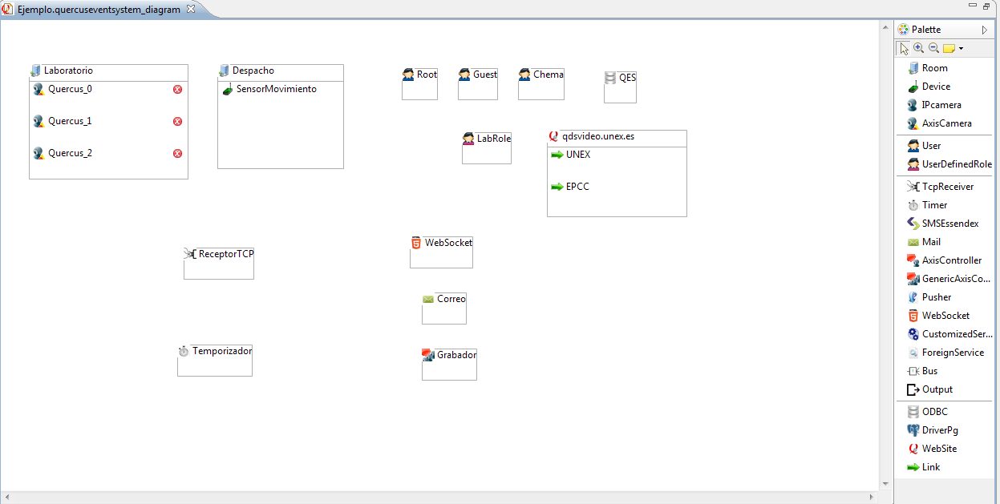 Ejemplo.quercuseventsystem_diagram
Laboratorio
Quercus_0
Quercus_1
Quercus_2
Despacho
SensorMovimiento
Root
Guest
Chema
QES
LabRole
qdsvideo.unex.es
UNEX
EPCC
ReceptorTCP
WebSocket
Correo
Temporizador
Grabador
Palette
Room
Device
IPcamera
AxisCamera
User
UserDefinedRole
TcpReceiver
Timer
SMSEssendex
Mail
AxisController
GenericAxisCo...
Pusher
WebSocket
CustomizedSer...
ForeignService
Bus
Output
ODBC
DriverPg
WebSite
Link